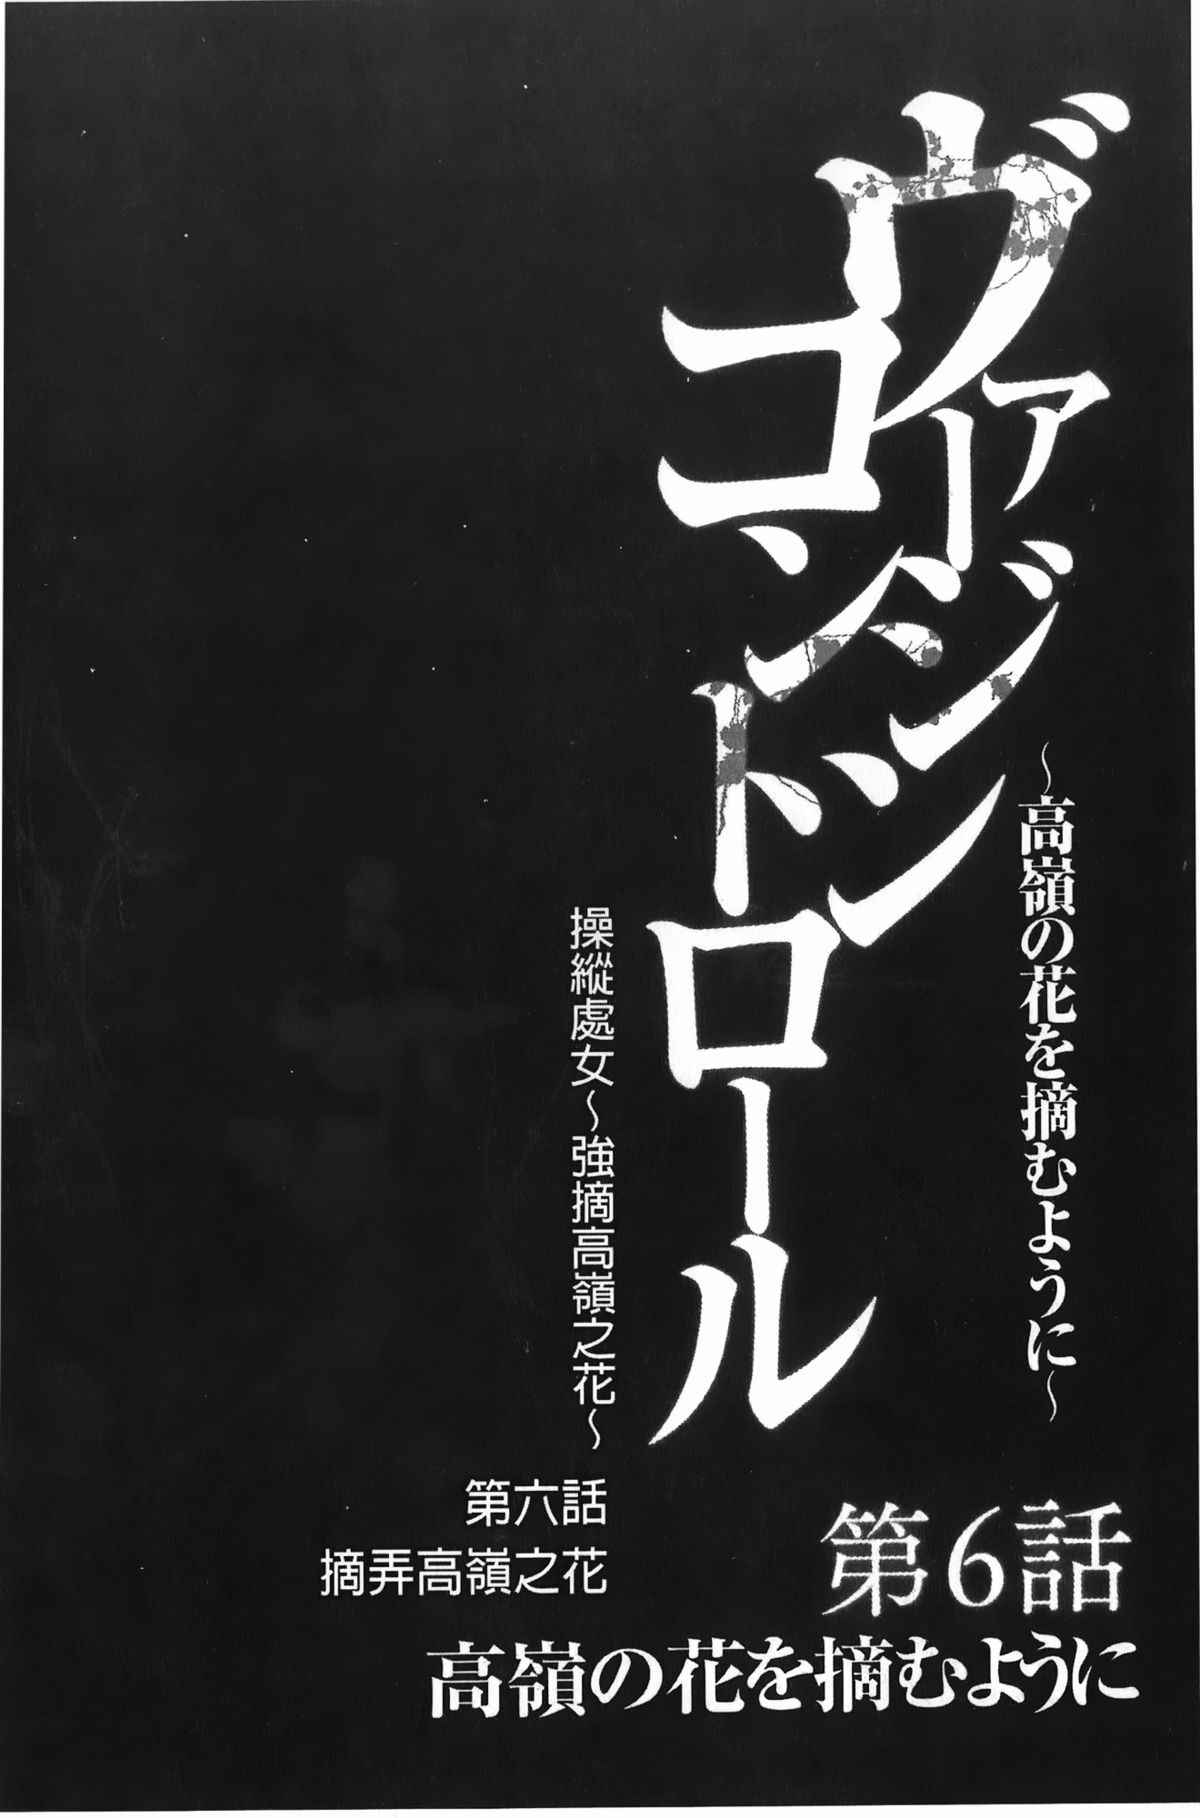 ヴァージン
コントロール
～高嶺の花を摘むように～
操縱處女～強摘高嶺之花～
第六話
摘弄高嶺之花
第6話
高嶺の花を摘むように